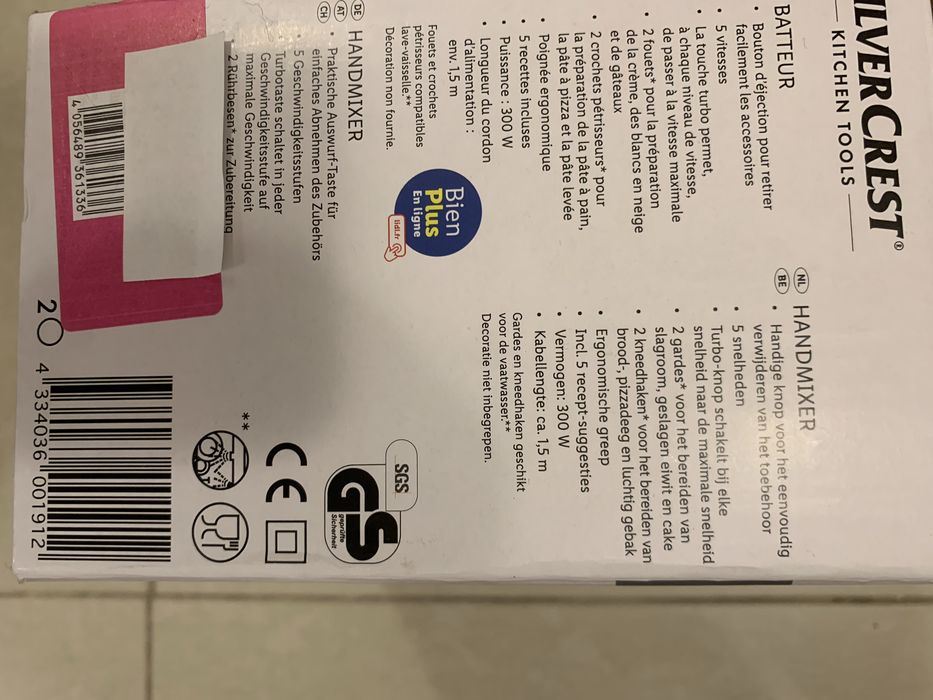 SILVERCREST®
KITCHEN TOOLS
BATTEUR
• Bouton d'éjection pour retirer
facilement les accessoires
• 5 vitesses
• La touche turbo permet,
à chaque niveau de vitesse,
de passer à la vitesse maximale
• 2 fouets* pour la préparation
de la crème, des blancs en neige
et de gâteaux
• 2 crochets pétrisseurs* pour
la préparation de la pâte à pain,
la pâte à pizza et la pâte levée
• Poignée ergonomique
• 5 recettes incluses
• Puissance : 300 W
• Longueur du cordon
d'alimentation :
env. 1,5 m
Fouets et crochets
pétrisseurs compatibles
lave-vaisselle.**
Décoration non fournie.
Bien
Plus
En ligne
lidl.fr
DE
AT
CH
HANDMIXER
• Praktische Auswurf-Taste für
einfaches Abnehmen des Zubehörs
• 5 Geschwindigkeitsstufen
Turbotaste schaltet in jeder
Geschwindigkeitsstufe auf
maximale Geschwindigkeit
2 Rührbesen* zur Zubereitung
4 056489 361336
NL
BE
HANDMIXER
• Handige knop voor het eenvoudig
verwijderen van het toebehoor
• 5 snelheden
• Turbo-knop schakelt bij elke
snelheid naar de maximale snelheid
• 2 gardes* voor het bereiden van
slagroom, geslagen eiwit en cake
• 2 kneedhaken* voor het bereiden van
brood-, pizzadeeg en luchtig gebak
• Ergonomische greep
• Incl. 5 recept-suggesties
• Vermogen: 300 W
• Kabellengte: ca. 1,5 m
Gardes en kneedhaken geschikt
voor de vaatwasser.**
Decoratie niet inbegrepen.
SGS
GS
geprüfte
Sicherheit
CE
**
2
4 334036 001912